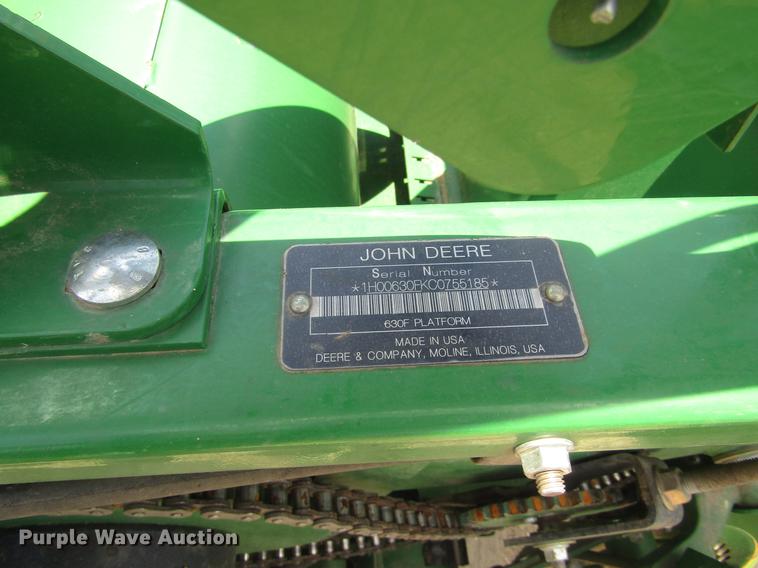 JOHN DEERE
Serial Number
*1H00630FKC0755185*
630F PLATFORM
MADE IN USA
DEERE & COMPANY, MOLINE, ILLINOIS, USA
Purple Wave Auction®